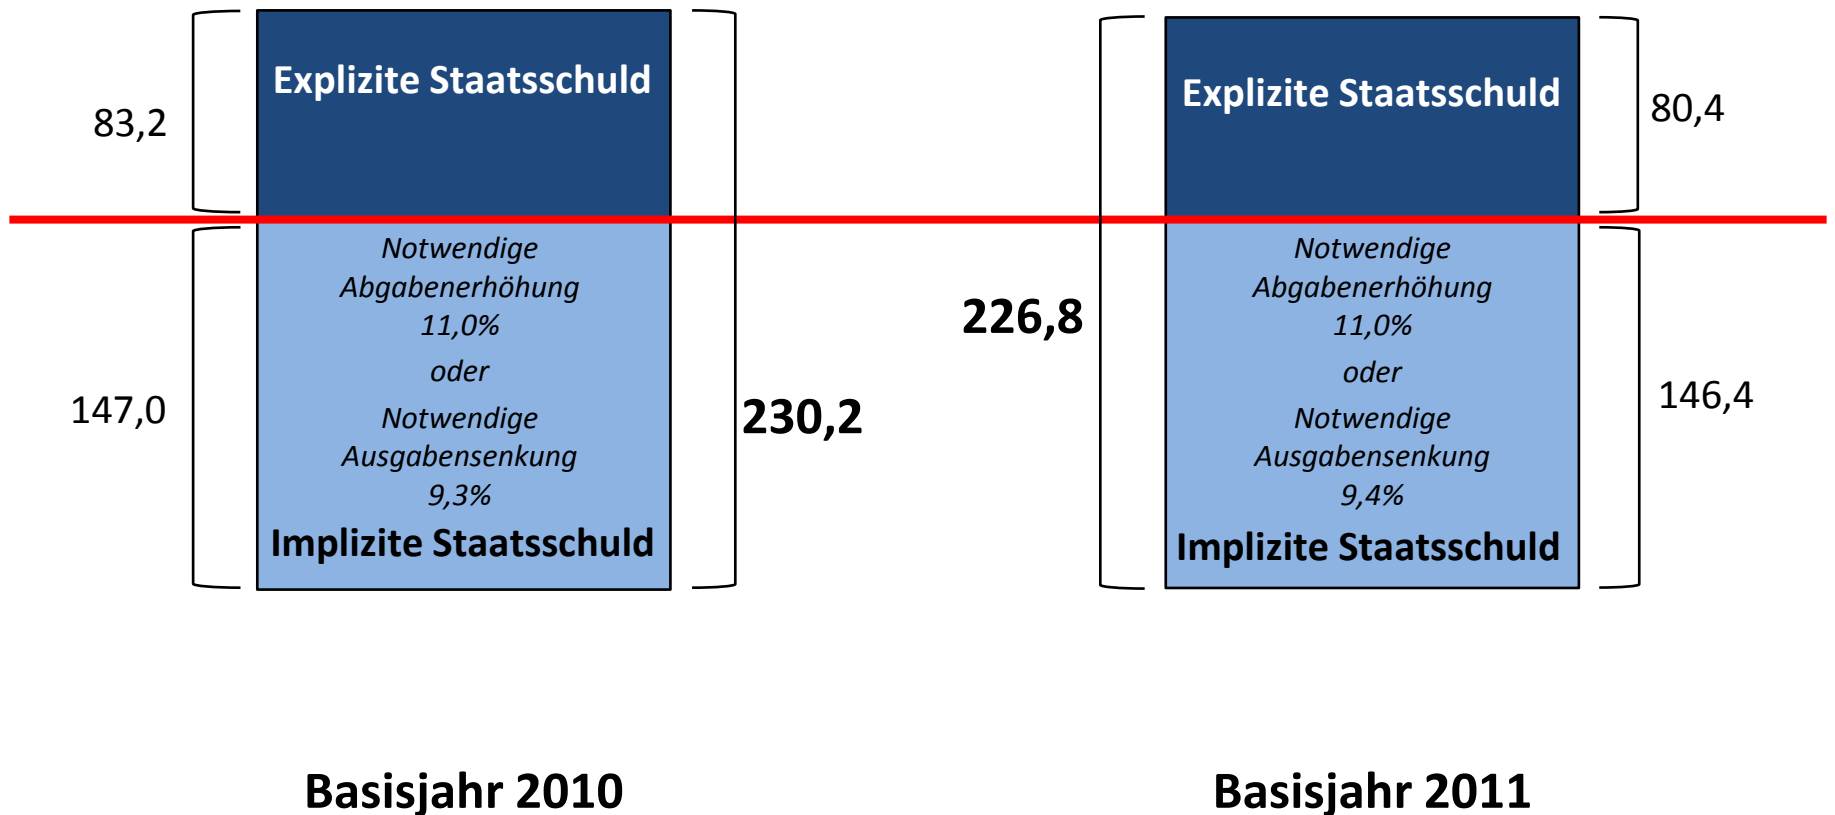 Explizite Staatsschuld
83,2
Notwendige
Abgabenerhöhung
11,0%
oder
Notwendige
Ausgabensenkung
9,3%
Implizite Staatsschuld
147,0
230,2
Basisjahr 2010
Explizite Staatsschuld
80,4
226,8
Notwendige
Abgabenerhöhung
11,0%
oder
Notwendige
Ausgabensenkung
9,4%
Implizite Staatsschuld
146,4
Basisjahr 2011